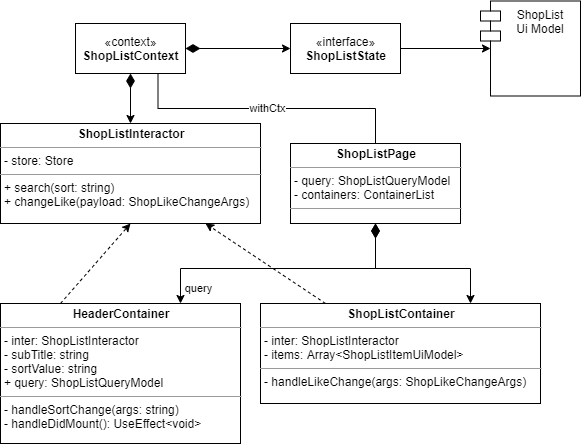 «context»
ShopListContext
«interface»
ShopListState
ShopList
Ui Model
withCtx
ShopListInteractor
- store: Store
+ search(sort: string)
+ changeLike(payload: ShopLikeChangeArgs)
ShopListPage
- query: ShopListQueryModel
- containers: ContainerList
query
HeaderContainer
- inter: ShopListInteractor
- subTitle: string
- sortValue: string
+ query: ShopListQueryModel
- handleSortChange(args: string)
- handleDidMount(): UseEffect<void>
ShopListContainer
- inter: ShopListInteractor
- items: Array<ShopListItemUiModel>
- handleLikeChange(args: ShopLikeChangeArgs)